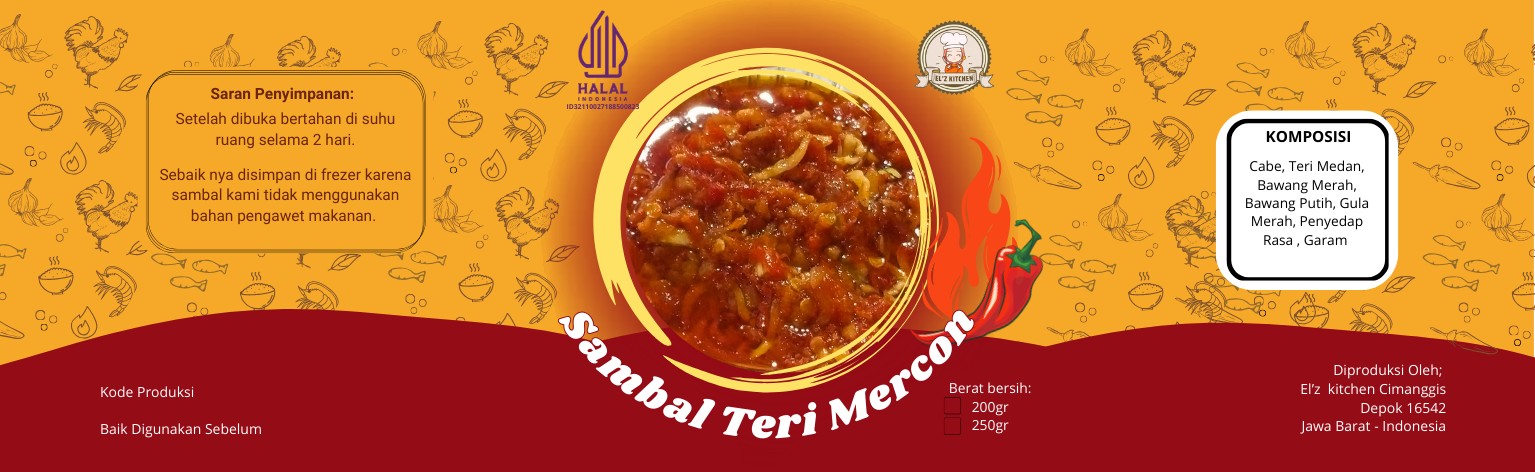 Saran Penyimpanan:
Setelah dibuka bertahan di suhu
ruang selama 2 hari.
Sebaik nya disimpan di frezer karena
sambal kami tidak menggunakan
bahan pengawet makanan.
HALAL
INDONESIA
ID32110027188500823
EL'Z KITCHEN
KOMPOSISI
Cabe, Teri Medan,
Bawang Merah,
Bawang Putih, Gula
Merah, Penyedap
Rasa , Garam
Sambal Teri Mercon
Kode Produksi
Baik Digunakan Sebelum
Berat bersih:
200gr
250gr
Diproduksi Oleh;
El'z kitchen Cimanggis
Depok 16542
Jawa Barat - Indonesia